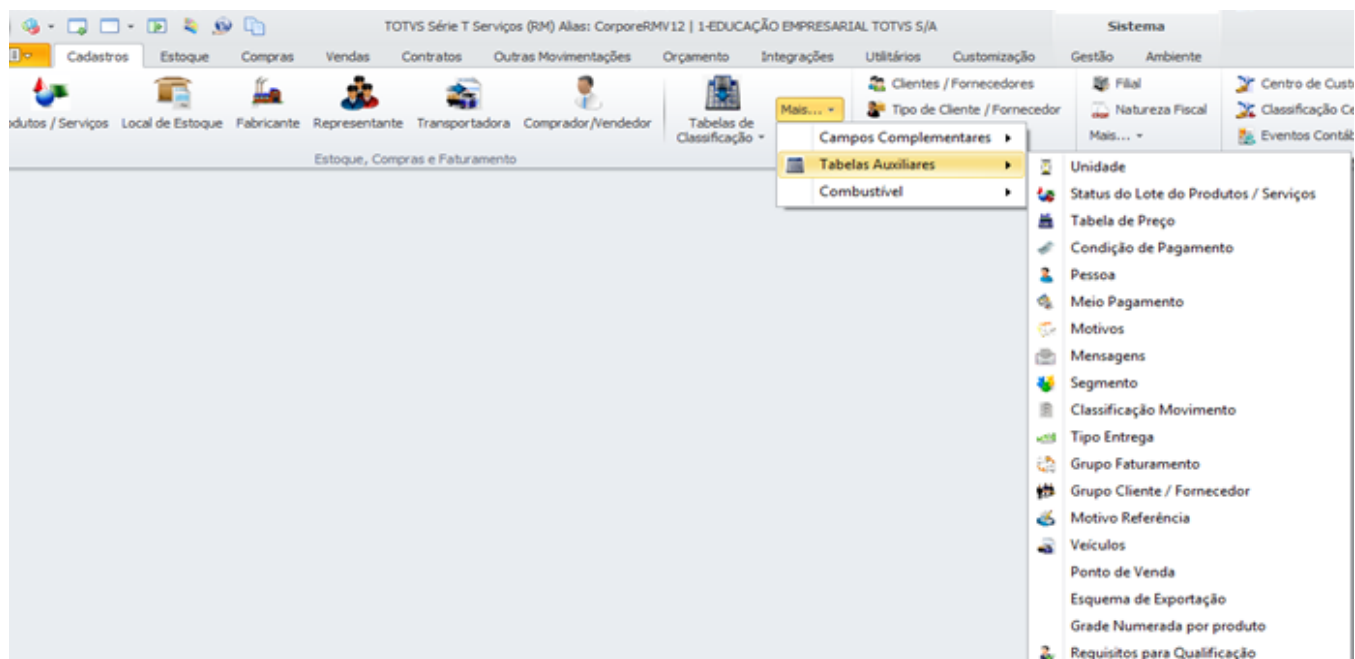 TOTVS Série T Serviços (RM) Alias: CorporeRMV12 | 1-EDUCAÇÃO EMPRESARIAL TOTVS S/A
Sistema
Cadastros Estoque Compras Vendas Contratos Outras Movimentações Orçamento Integrações Utilitários Customização Gestão Ambiente
odutos / Serviços Local de Estoque Fabricante Representante Transportadora Comprador/Vendedor Tabelas de Classificação
Mais...
Clientes / Fornecedores
Tipo de Cliente / Fornecedor
Filial
Natureza Fiscal
Mais...
Centro de Cust
Classificação Ce
Eventos Contáb
Estoque, Compras e Faturamento
Campos Complementares
Tabelas Auxiliares
Combustível
Unidade
Status do Lote do Produtos / Serviços
Tabela de Preço
Condição de Pagamento
Pessoa
Meio Pagamento
Motivos
Mensagens
Segmento
Classificação Movimento
Tipo Entrega
Grupo Faturamento
Grupo Cliente / Fornecedor
Motivo Referência
Veículos
Ponto de Venda
Esquema de Exportação
Grade Numerada por produto
Requisitos para Qualificação